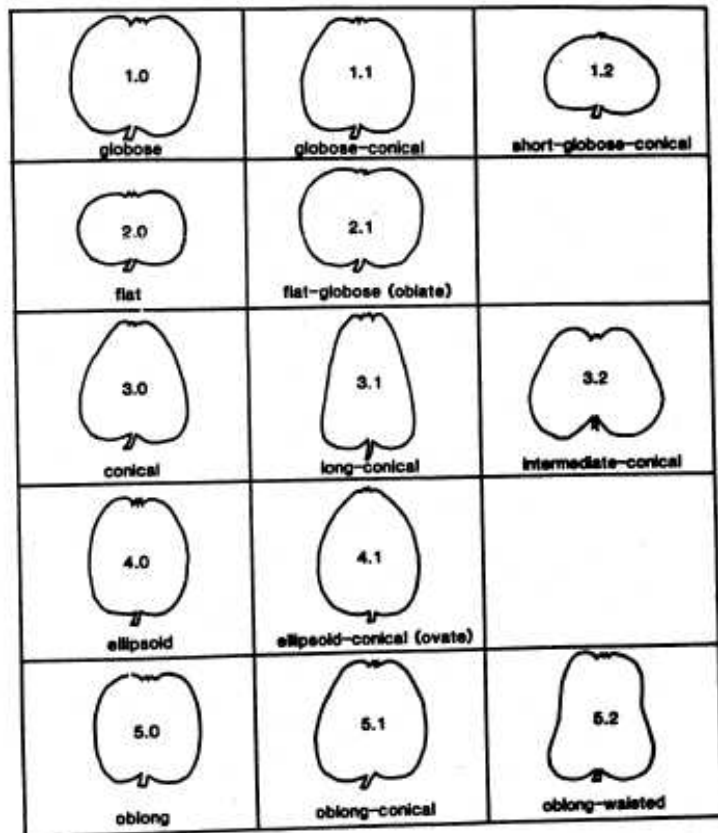 1.0
globose
1.1
globose-conical
1.2
short-globose-conical
2.0
flat
2.1
flat-globose (oblate)
3.0
conical
3.1
long-conical
3.2
intermediate-conical
4.0
ellipsoid
4.1
ellipsoid-conical (ovate)
5.0
oblong
5.1
oblong-conical
5.2
oblong-waisted